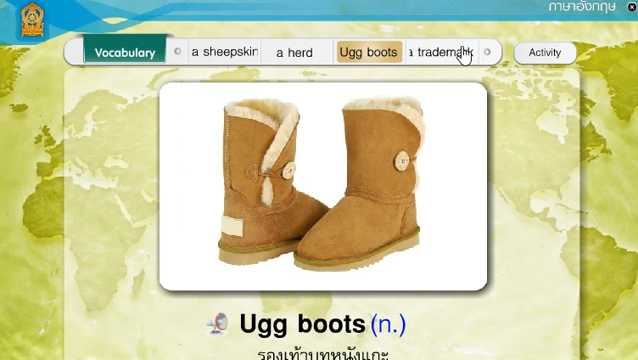 ภาษาอังกฤษ
Vocabulary
a sheepskin
a herd
Ugg boots
a trademark
Activity
Ugg boots (n.)
รองเท้าบูทหนังแกะ